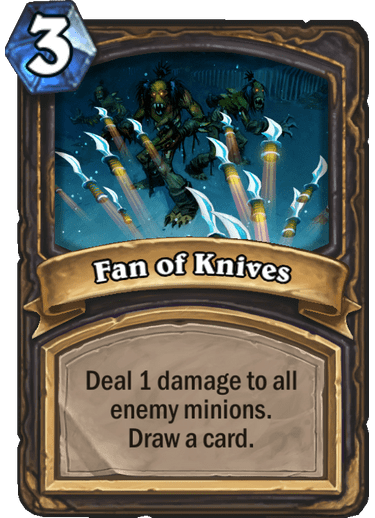 3
Fan of Knives
Deal 1 damage to all
enemy minions.
Draw a card.